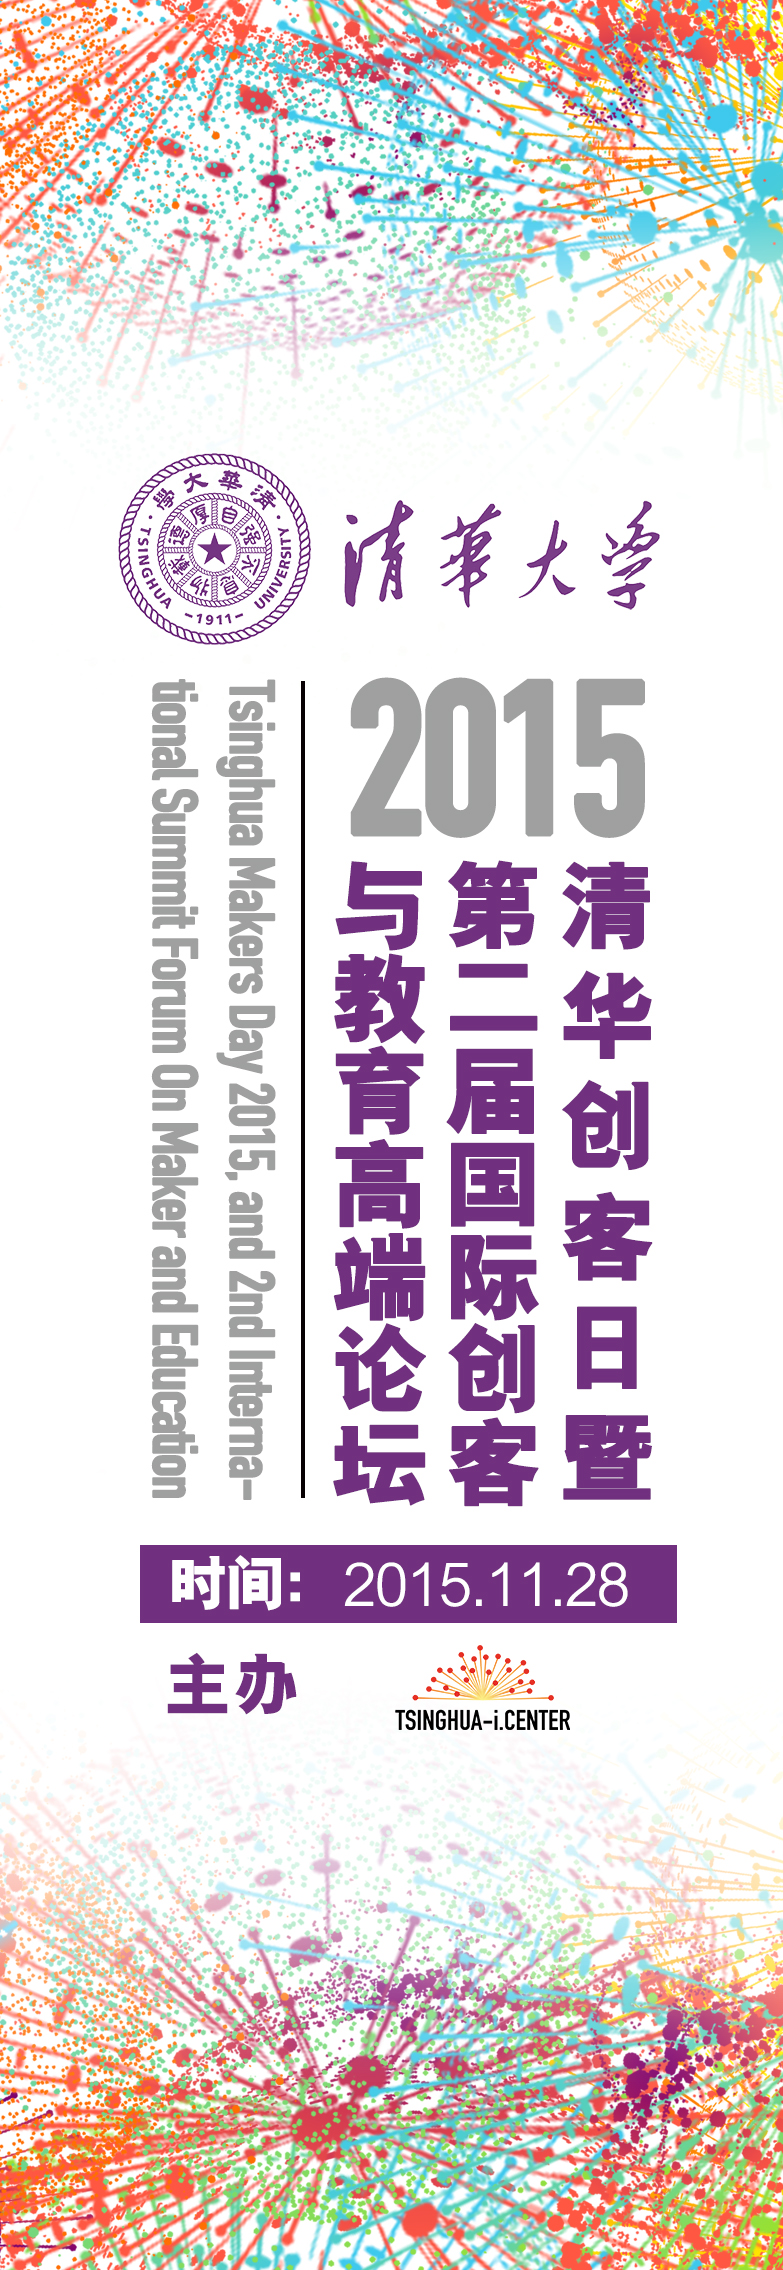 清華大學
自强不息
厚德載物
TSINGHUA UNIVERSITY
-1911-
清華大学
2015
清华创客日暨
第二届国际创客
与教育高端论坛
Tsinghua Makers Day 2015, and 2nd Interna-
tional Summit Forum On Maker and Education
时间: 2015.11.28
主办
TSINGHUA-i.CENTER